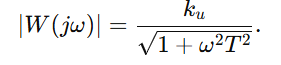 |W(jω)| = k_u / √(1 + ω²T²).